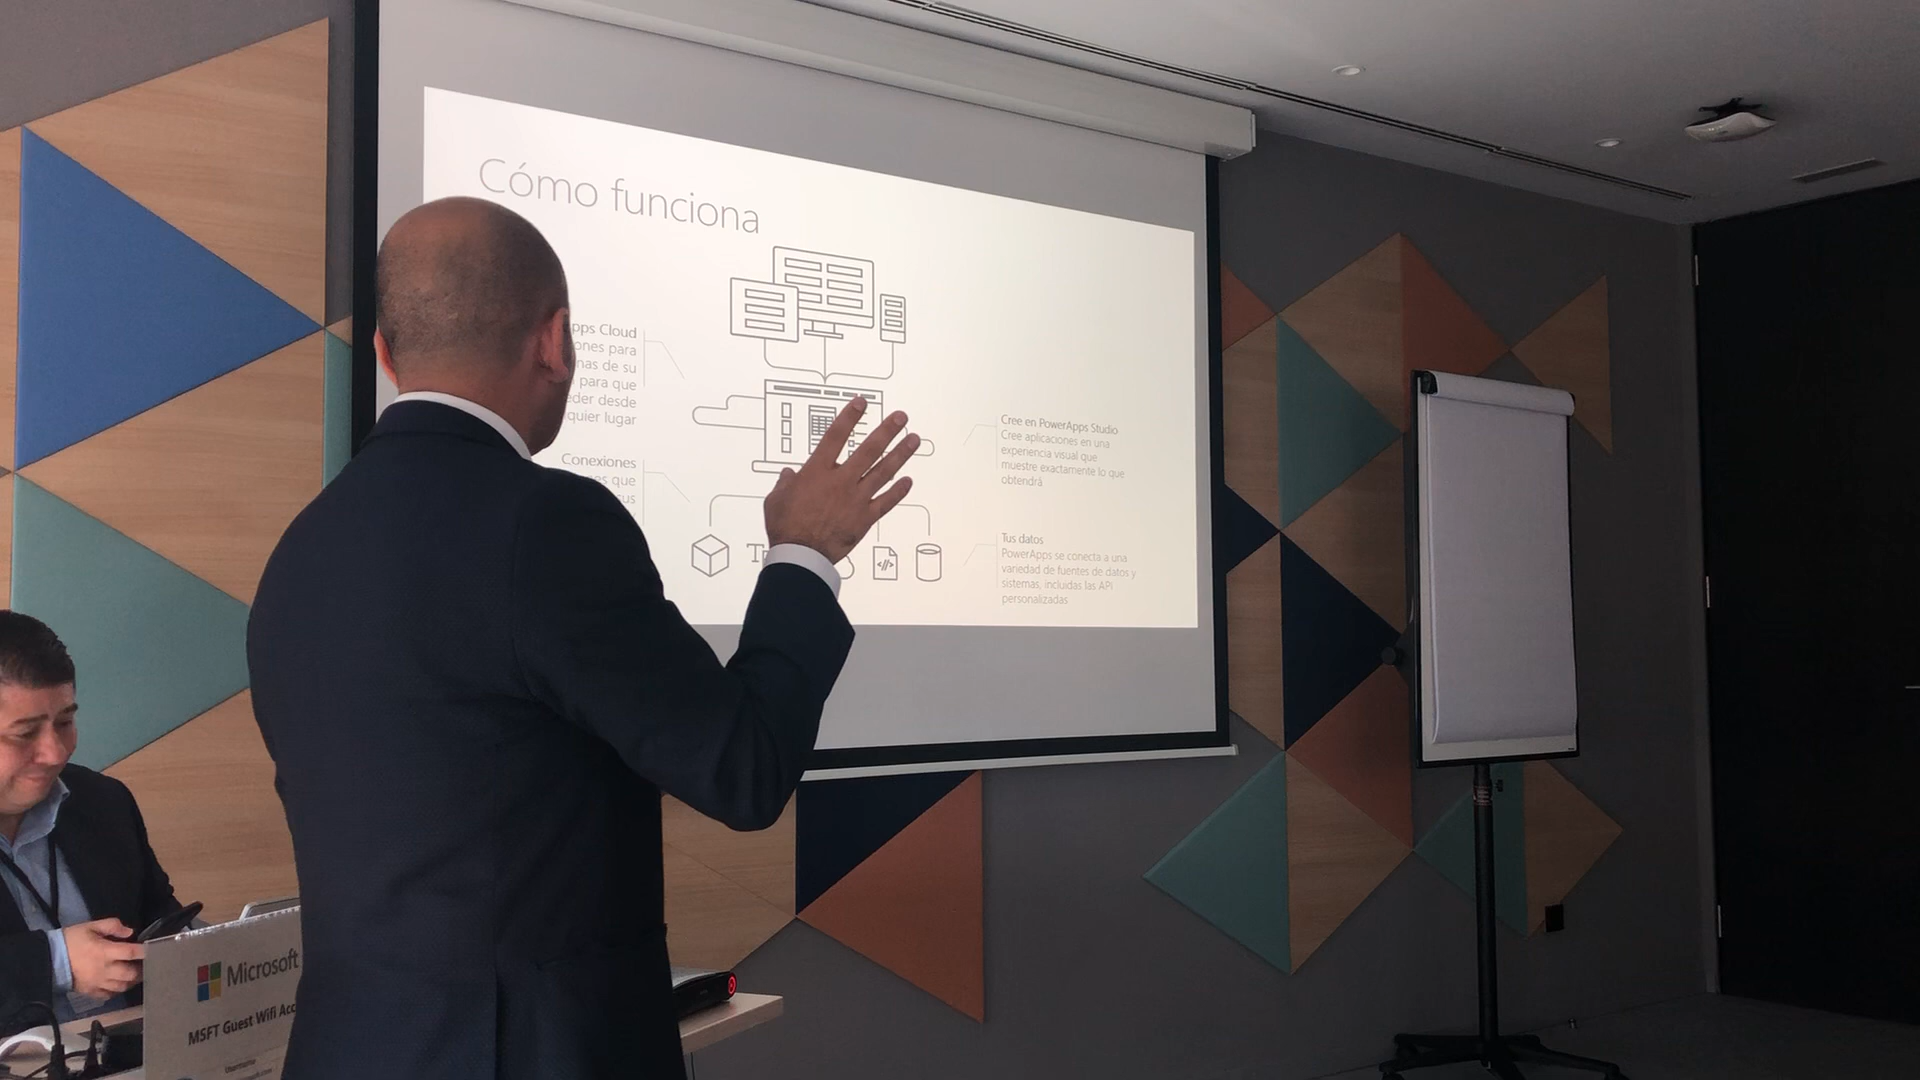 Cómo funciona
pps Cloud
ones para
nas de su
para que
eder desde
quier lugar
Conexiones
que
sus
Cree en PowerApps Studio
Cree aplicaciones en una
experiencia visual que
muestre exactamente lo que
obtendrá
Tus datos
PowerApps se conecta a una
variedad de fuentes de datos y
sistemas, incluidas las API
personalizadas
</>
Microsoft
MSFT Guest Wifi Acc